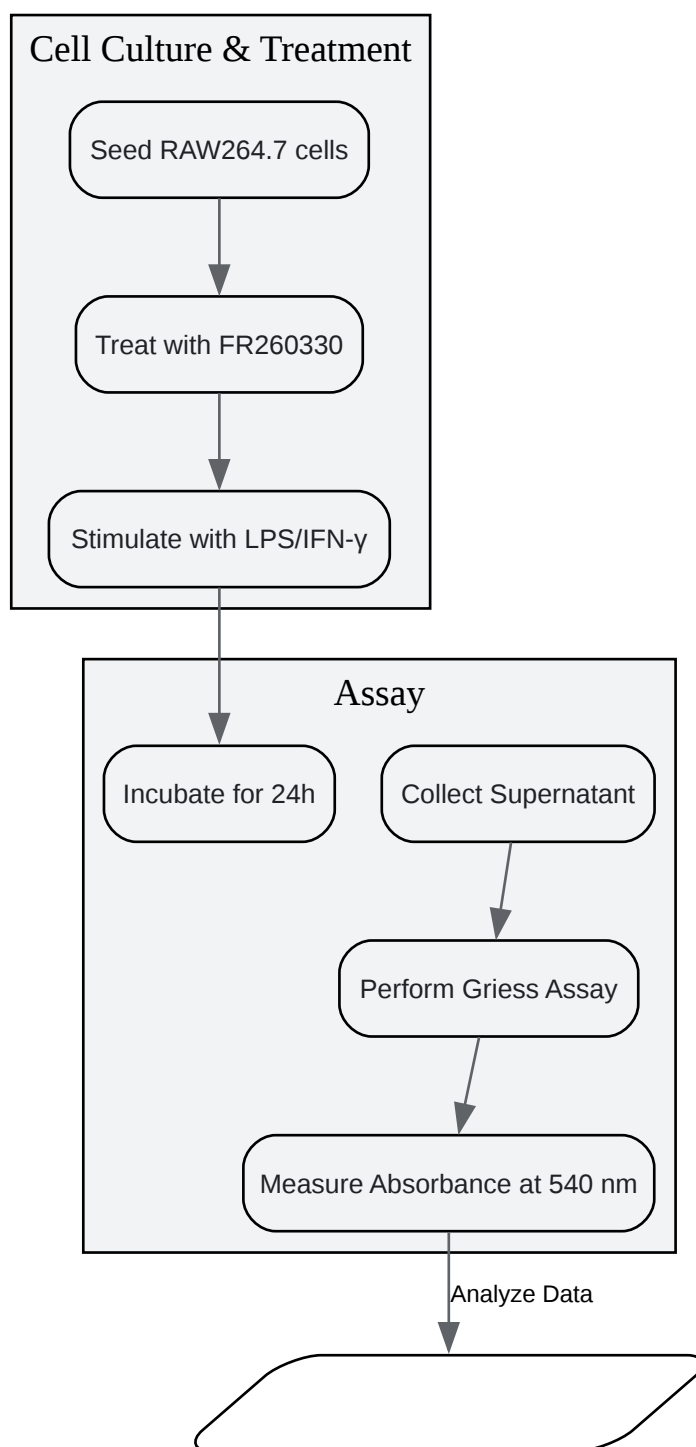 Cell Culture & Treatment
Seed RAW264.7 cells
Treat with FR260330
Stimulate with LPS/IFN-γ
Assay
Incubate for 24h
Collect Supernatant
Perform Griess Assay
Measure Absorbance at 540 nm
Analyze Data